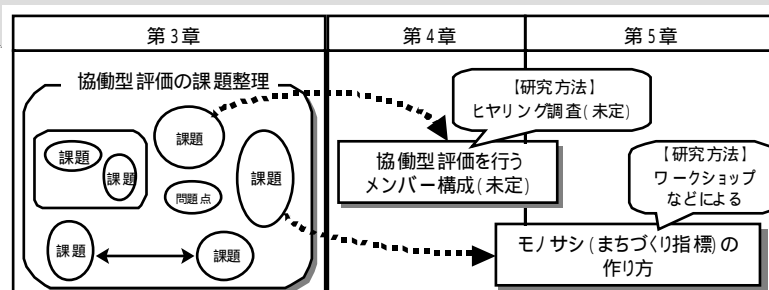 第3章
第4章
第5章
協働型評価の課題整理
課題
課題
課題
問題点
課題
課題
課題
【研究方法】
ヒヤリング調査(未定)
協働型評価を行う
メンバー構成(未定)
【研究方法】
ワークショップ
などによる
モノサシ(まちづくり指標)の
作り方